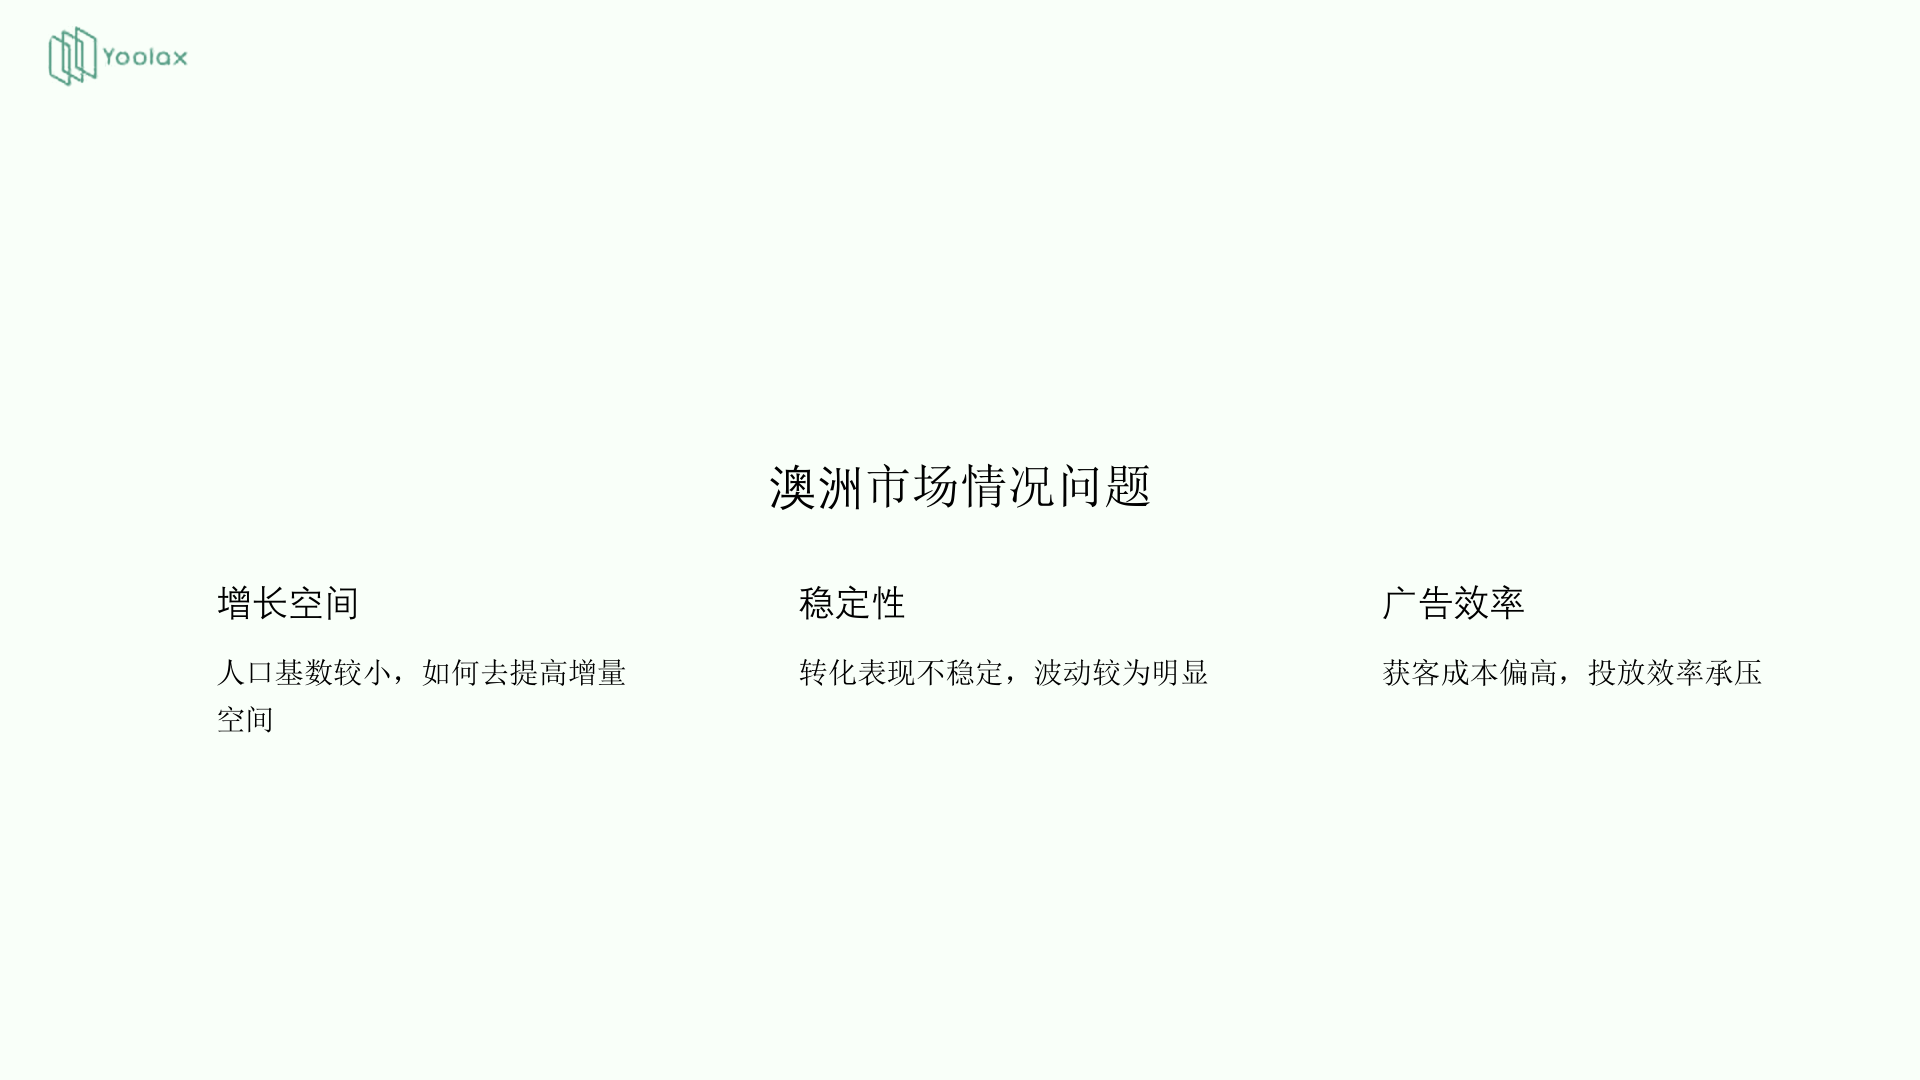 Yoolax
澳洲市场情况问题
增长空间
人口基数较小，如何去提高增量
空间
稳定性
转化表现不稳定，波动较为明显
广告效率
获客成本偏高，投放效率承压